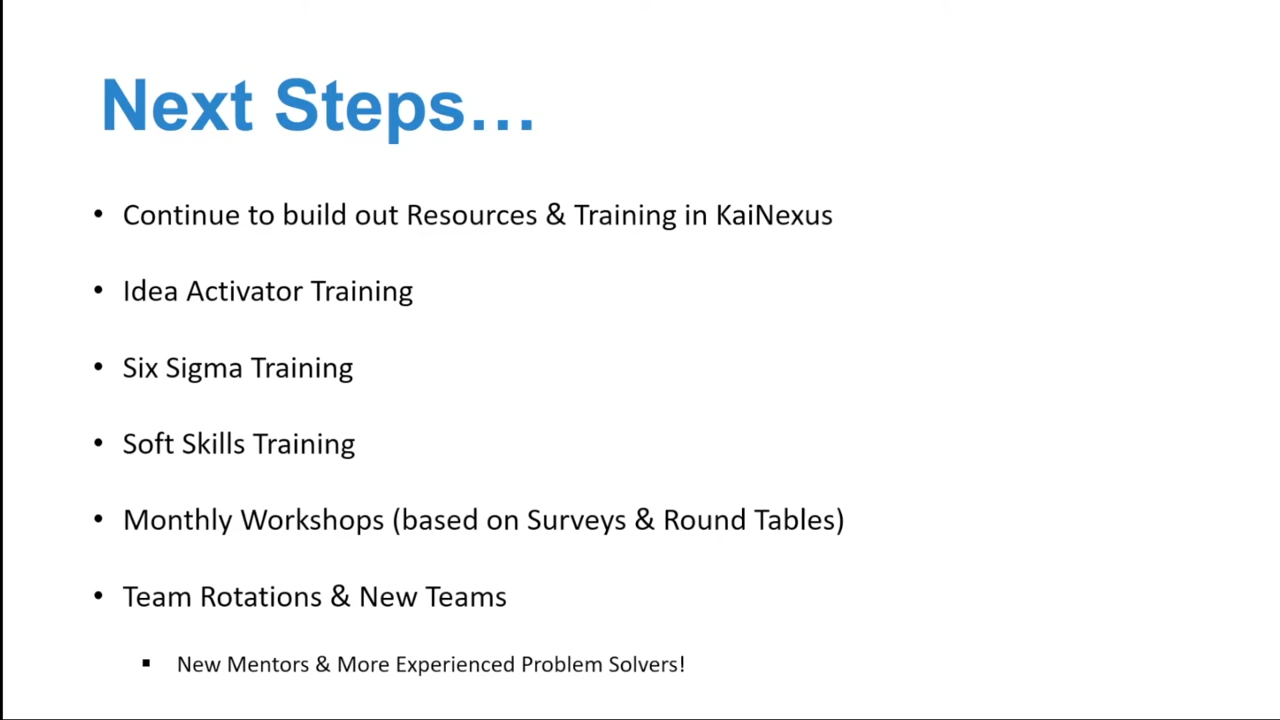 Next Steps…
• Continue to build out Resources & Training in KaiNexus
• Idea Activator Training
• Six Sigma Training
• Soft Skills Training
• Monthly Workshops (based on Surveys & Round Tables)
• Team Rotations & New Teams
▪ New Mentors & More Experienced Problem Solvers!